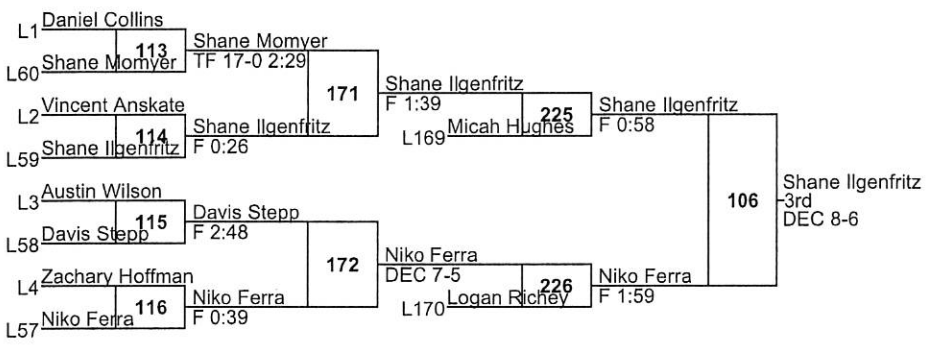 Daniel Collins
L1
113
Shane Momyer
L60
Shane Momyer
TF 17-0 2:29
Vincent Anskate
L2
114
Shane Ilgenfritz
L59
Shane Ilgenfritz
F 0:26
171
Shane Ilgenfritz
F 1:39
L169 Micah Hughes
225
Shane Ilgenfritz
F 0:58
Austin Wilson
L3
115
Davis Stepp
L58
Davis Stepp
F 2:48
Zachary Hoffman
L4
116
Niko Ferra
L57
Niko Ferra
F 0:39
172
Niko Ferra
DEC 7-5
L170 Logan Richey
226
Niko Ferra
F 1:59
106
Shane Ilgenfritz
3rd
DEC 8-6